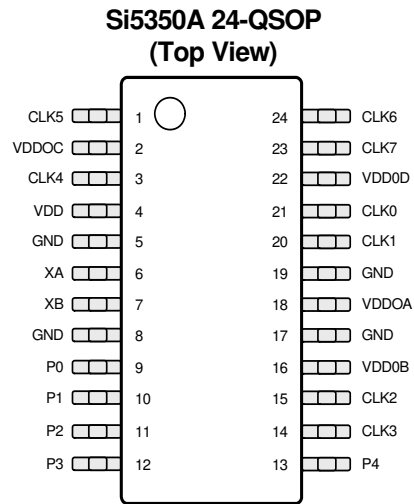 Si5350A 24-QSOP
(Top View)
CLK5 1 24 CLK6
VDDOC 2 23 CLK7
CLK4 3 22 VDD0D
VDD 4 21 CLK0
GND 5 20 CLK1
XA 6 19 GND
XB 7 18 VDDOA
GND 8 17 GND
P0 9 16 VDD0B
P1 10 15 CLK2
P2 11 14 CLK3
P3 12 13 P4